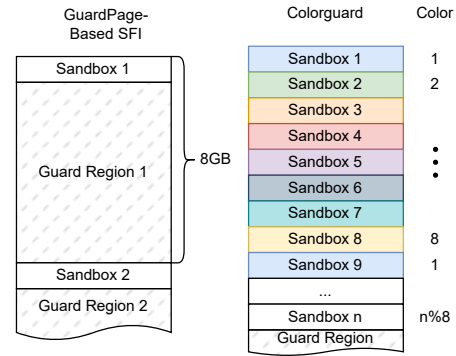 GuardPage-
Based SFI
Sandbox 1
Guard Region 1
8GB
Sandbox 2
Guard Region 2
Colorguard Color
Sandbox 1 1
Sandbox 2 2
Sandbox 3
Sandbox 4
Sandbox 5
Sandbox 6
Sandbox 7
Sandbox 8 8
Sandbox 9 1
...
Sandbox n n%8
Guard Region